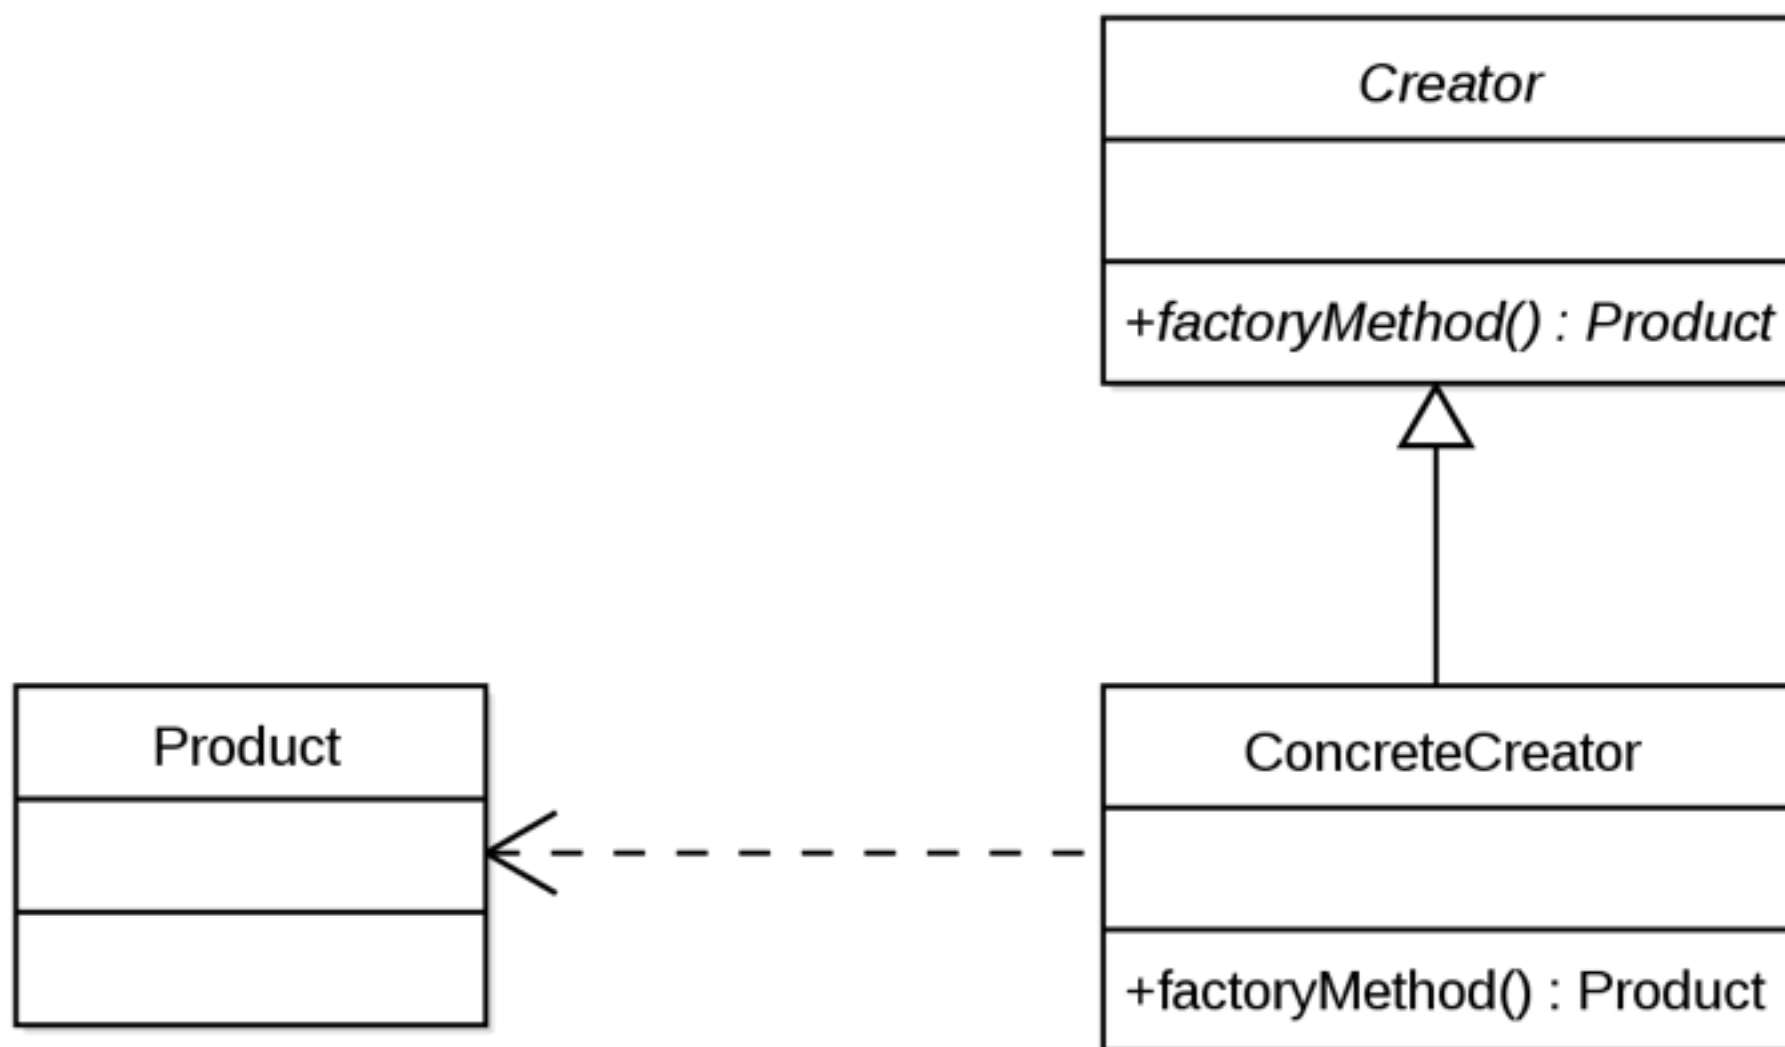 Creator
+factoryMethod() : Product
Product
ConcreteCreator
+factoryMethod() : Product